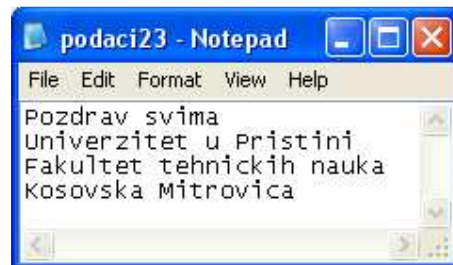 podaci23 - Notepad
File Edit Format View Help
Pozdrav svima
Univerzitet u Pristini
Fakultet tehnickih nauka
Kosovska Mitrovica